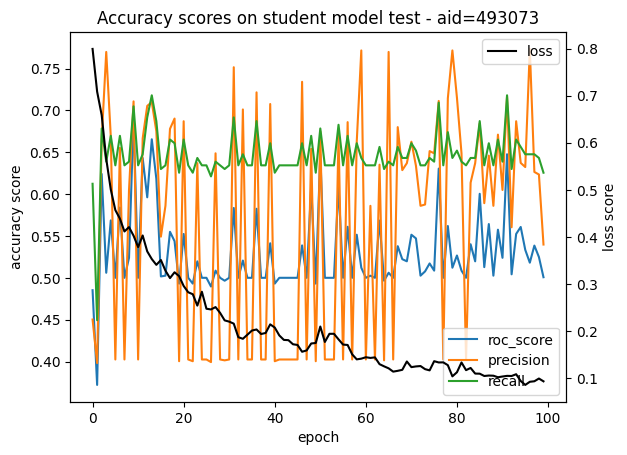 Accuracy scores on student model test - aid=493073
accuracy score
0.75
0.70
0.65
0.60
0.55
0.50
0.45
0.40
loss
0.8
0.7
0.6
0.5
0.4
0.3
0.2
0.1
loss score
roc_score
precision
recall
0
20
40
60
80
100
epoch